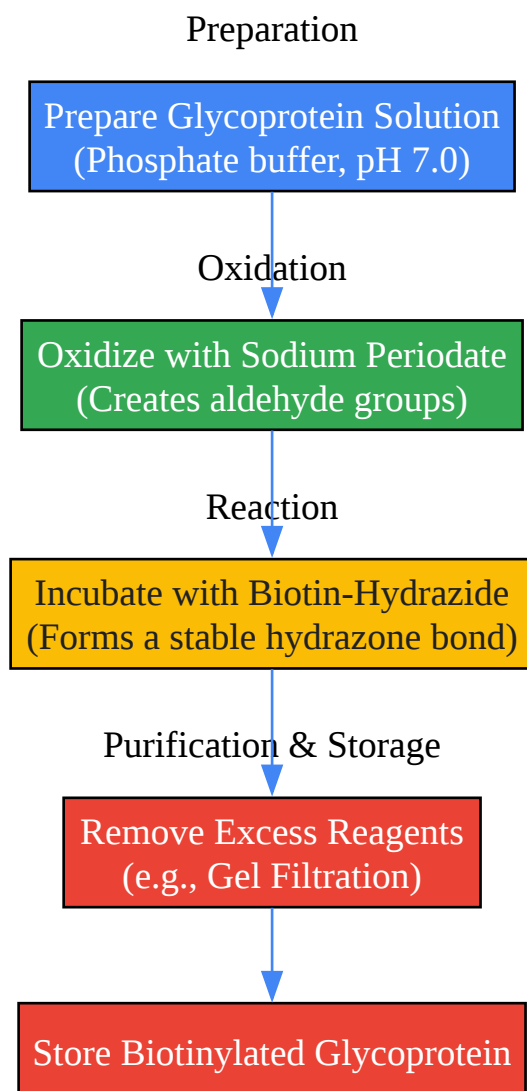 Preparation
Prepare Glycoprotein Solution
(Phosphate buffer, pH 7.0)
Oxidation
Oxidize with Sodium Periodate
(Creates aldehyde groups)
Reaction
Incubate with Biotin-Hydrazide
(Forms a stable hydrazone bond)
Purification & Storage
Remove Excess Reagents
(e.g., Gel Filtration)
Store Biotinylated Glycoprotein